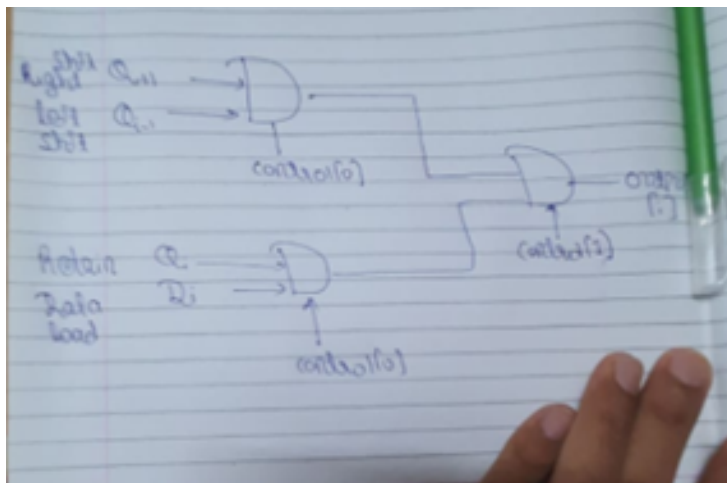 Shift
Right Qi+1
Left Qi-1
Shift
control[0]
[i]
control[1]
Retain Qi
Data Di
Load
control[0]